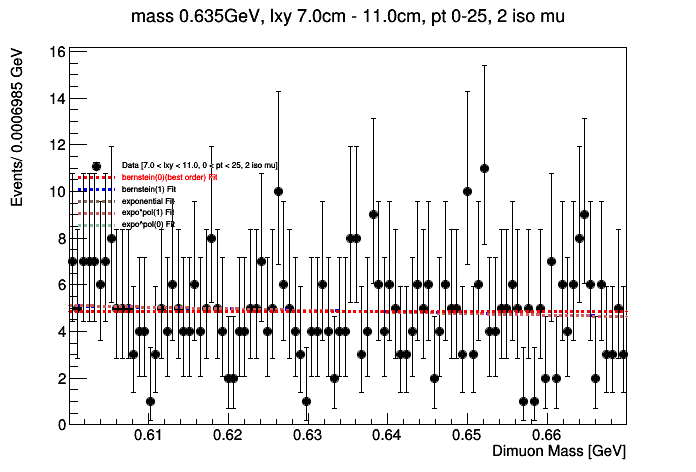 mass 0.635GeV, lxy 7.0cm - 11.0cm, pt 0-25, 2 iso mu
Events/ 0.0006985 GeV
16
14
12
10
8
6
4
2
0
Data [7.0 < lxy < 11.0, 0 < pt < 25, 2 iso mu]
bernstein(0)(best order) Fit
bernstein(1) Fit
exponential Fit
expo*pol(1) Fit
expo*pol(0) Fit
0.61 0.62 0.63 0.64 0.65 0.66
Dimuon Mass [GeV]